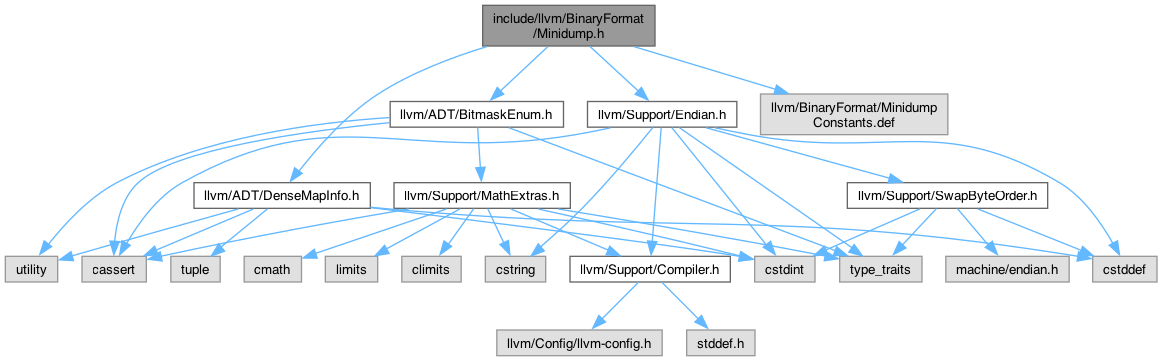 include/llvm/BinaryFormat
/Minidump.h
llvm/ADT/BitmaskEnum.h
llvm/Support/Endian.h
llvm/BinaryFormat/Minidump
Constants.def
llvm/ADT/DenseMapInfo.h
llvm/Support/MathExtras.h
llvm/Support/SwapByteOrder.h
utility
cassert
tuple
cmath
limits
climits
cstring
llvm/Support/Compiler.h
cstdint
type_traits
machine/endian.h
cstddef
llvm/Config/llvm-config.h
stddef.h